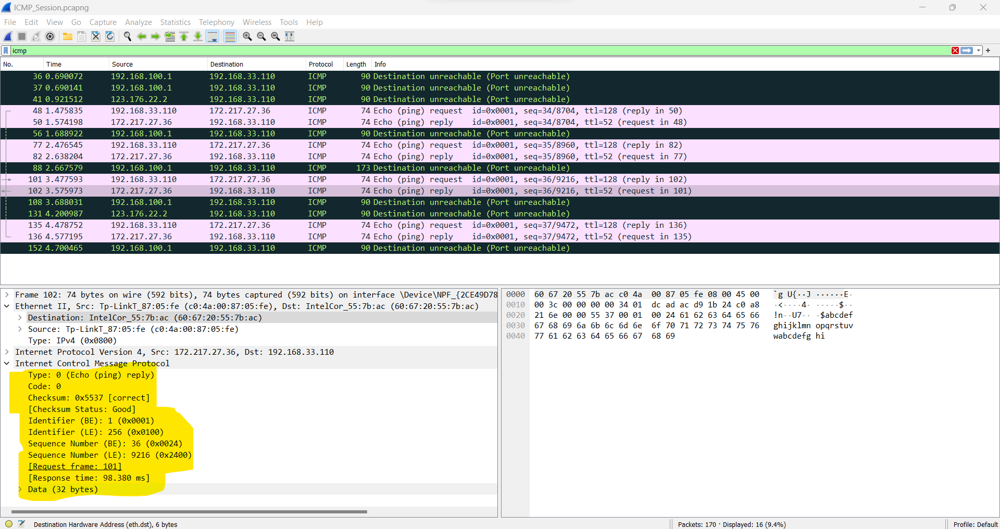 ICMP_Session.pcapng
File Edit View Go Capture Analyze Statistics Telephony Wireless Tools Help
icmp
No. Time Source Destination Protocol Length Info
36 0.690072 192.168.100.1 192.168.33.110 ICMP 90 Destination unreachable (Port unreachable)
37 0.690141 192.168.100.1 192.168.33.110 ICMP 90 Destination unreachable (Port unreachable)
41 0.921512 123.176.22.2 192.168.33.110 ICMP 90 Destination unreachable (Port unreachable)
48 1.475835 192.168.33.110 172.217.27.36 ICMP 74 Echo (ping) request id=0x0001, seq=34/8704, ttl=128 (reply in 50)
50 1.574198 172.217.27.36 192.168.33.110 ICMP 74 Echo (ping) reply id=0x0001, seq=34/8704, ttl=52 (request in 48)
56 1.688922 192.168.100.1 192.168.33.110 ICMP 90 Destination unreachable (Port unreachable)
77 2.476545 192.168.33.110 172.217.27.36 ICMP 74 Echo (ping) request id=0x0001, seq=35/8960, ttl=128 (reply in 82)
82 2.638204 172.217.27.36 192.168.33.110 ICMP 74 Echo (ping) reply id=0x0001, seq=35/8960, ttl=52 (request in 77)
88 2.667579 192.168.100.1 192.168.33.110 ICMP 173 Destination unreachable (Port unreachable)
101 3.477593 192.168.33.110 172.217.27.36 ICMP 74 Echo (ping) request id=0x0001, seq=36/9216, ttl=128 (reply in 102)
102 3.575973 172.217.27.36 192.168.33.110 ICMP 74 Echo (ping) reply id=0x0001, seq=36/9216, ttl=52 (request in 101)
108 3.688031 192.168.100.1 192.168.33.110 ICMP 90 Destination unreachable (Port unreachable)
131 4.200987 123.176.22.2 192.168.33.110 ICMP 90 Destination unreachable (Port unreachable)
135 4.478752 192.168.33.110 172.217.27.36 ICMP 74 Echo (ping) request id=0x0001, seq=37/9472, ttl=128 (reply in 136)
136 4.577195 172.217.27.36 192.168.33.110 ICMP 74 Echo (ping) reply id=0x0001, seq=37/9472, ttl=52 (request in 135)
152 4.700465 192.168.100.1 192.168.33.110 ICMP 90 Destination unreachable (Port unreachable)
Frame 102: 74 bytes on wire (592 bits), 74 bytes captured (592 bits) on interface \Device\NPF_{2CE49D78
Ethernet II, Src: Tp-LinkT_87:05:fe (c0:4a:00:87:05:fe), Dst: IntelCor_55:7b:ac (60:67:20:55:7b:ac)
Destination: IntelCor_55:7b:ac (60:67:20:55:7b:ac)
Source: Tp-LinkT_87:05:fe (c0:4a:00:87:05:fe)
Type: IPv4 (0x0800)
Internet Protocol Version 4, Src: 172.217.27.36, Dst: 192.168.33.110
Internet Control Message Protocol
Type: 0 (Echo (ping) reply)
Code: 0
Checksum: 0x5537 [correct]
[Checksum Status: Good]
Identifier (BE): 1 (0x0001)
Identifier (LE): 256 (0x0100)
Sequence Number (BE): 36 (0x0024)
Sequence Number (LE): 9216 (0x2400)
[Request frame: 101]
[Response time: 98.380 ms]
Data (32 bytes)
0000 60 67 20 55 7b ac c0 4a 00 87 05 fe 08 00 45 00 `g U{··J ······E·
0010 00 3c 00 00 00 00 34 01 dc ad ac d9 1b 24 c0 a8 ·<····4· ·····$··
0020 21 6e 00 00 55 37 00 01 00 24 61 62 63 64 65 66 !n··U7·· ·$abcdef
0030 67 68 69 6a 6b 6c 6d 6e 6f 70 71 72 73 74 75 76 ghijklmn opqrstuv
0040 77 61 62 63 64 65 66 67 68 69 wabcdefg hi
Destination Hardware Address (eth.dst), 6 bytes
Packets: 170 · Displayed: 16 (9.4%)
Profile: Default